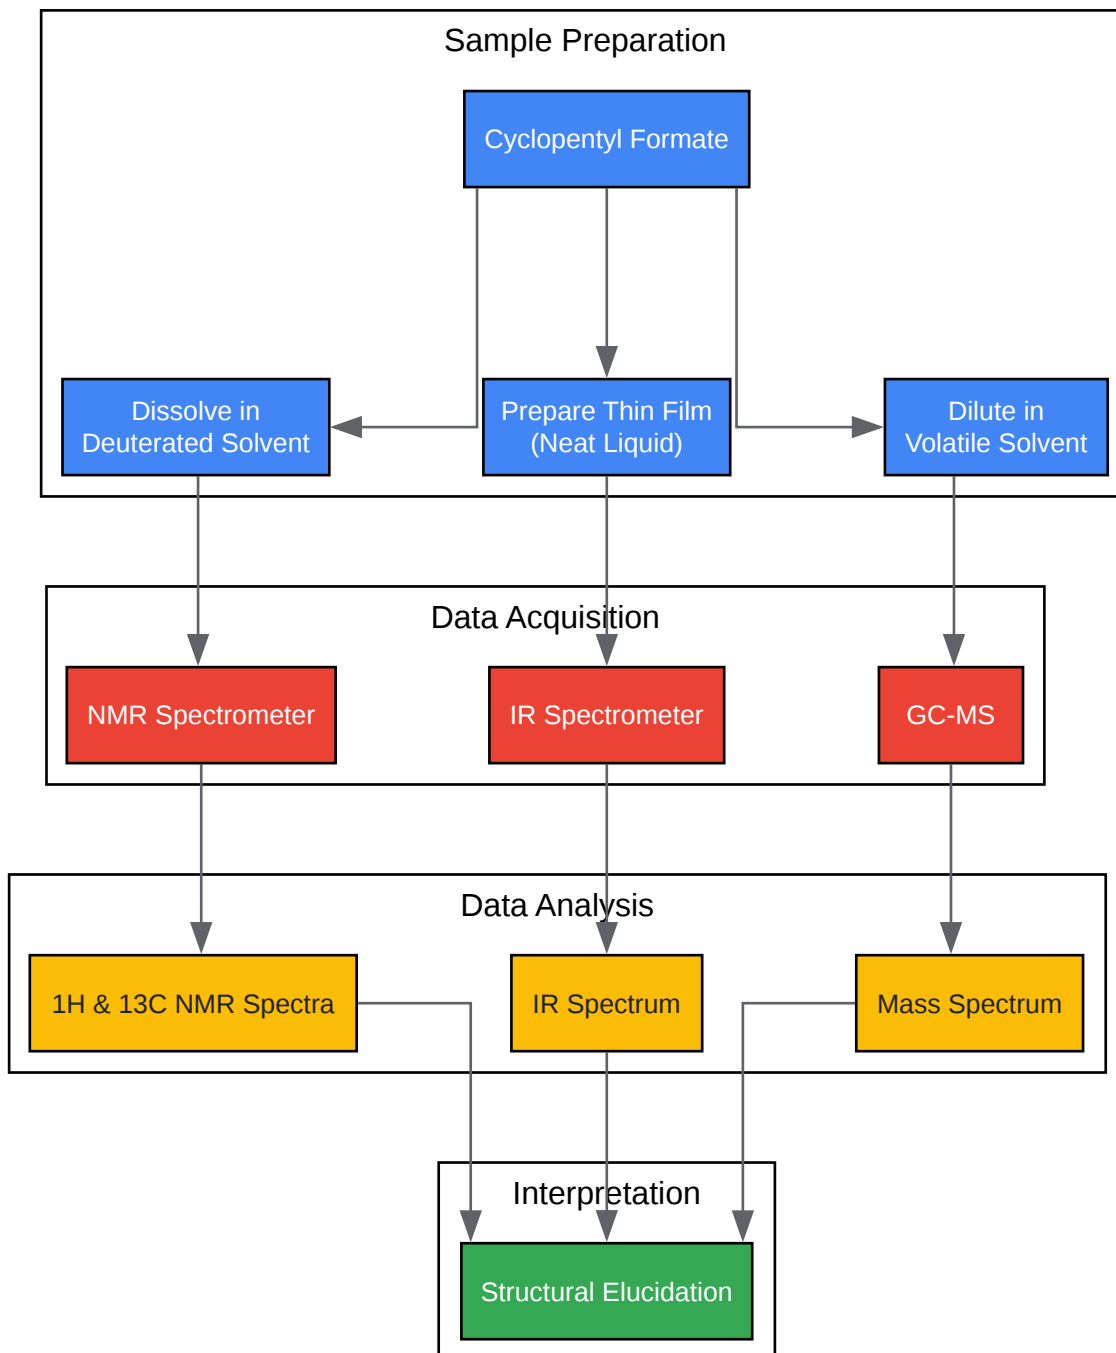 Sample Preparation
Cyclopentyl Formate
Dissolve in
Deuterated Solvent
Prepare Thin Film
(Neat Liquid)
Dilute in
Volatile Solvent
Data Acquisition
NMR Spectrometer
IR Spectrometer
GC-MS
Data Analysis
1H & 13C NMR Spectra
IR Spectrum
Mass Spectrum
Interpretation
Structural Elucidation